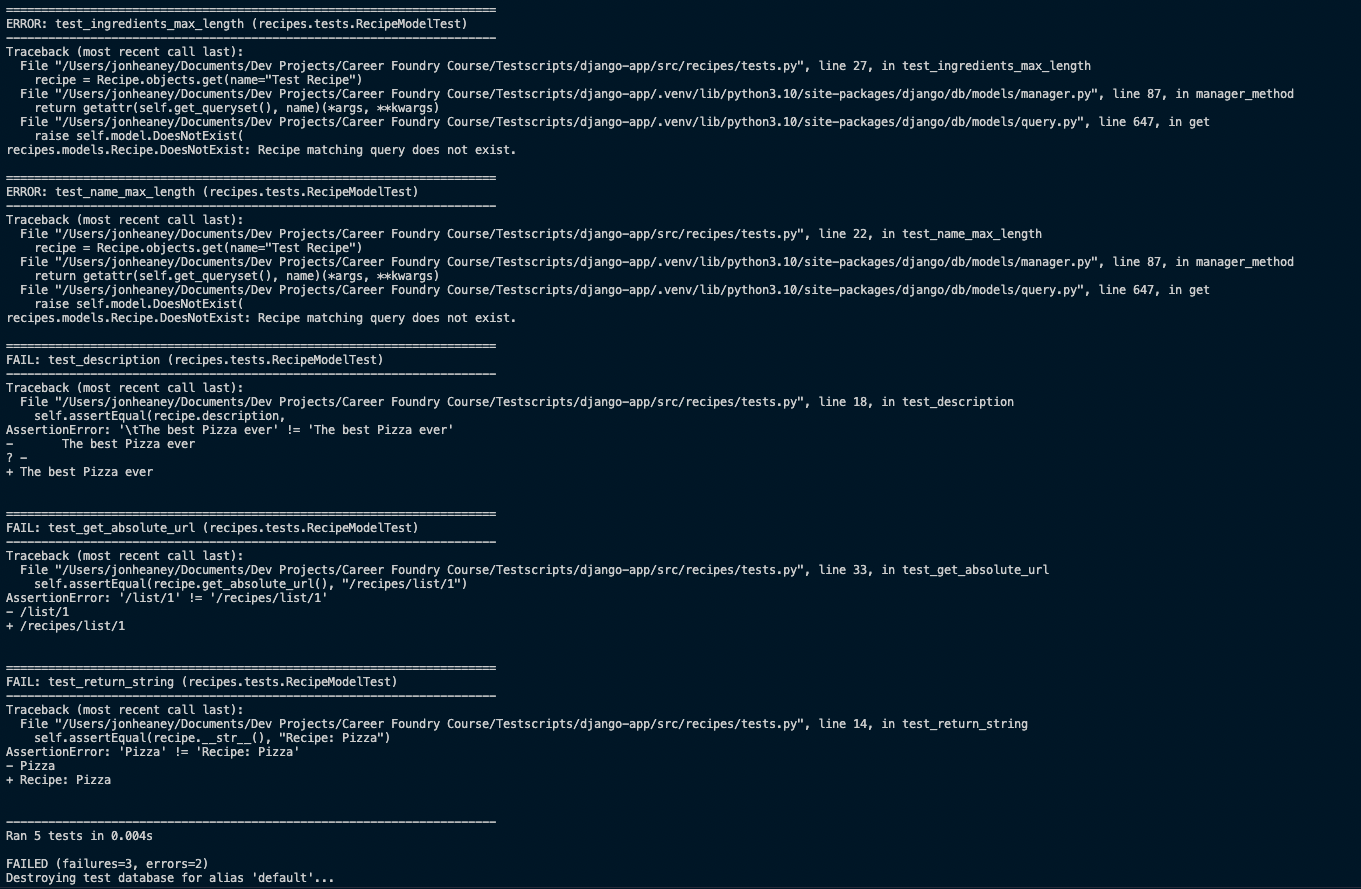 ======================================================================
ERROR: test_ingredients_max_length (recipes.tests.RecipeModelTest)
----------------------------------------------------------------------
Traceback (most recent call last):
  File "/Users/jonheaney/Documents/Dev Projects/Career Foundry Course/Testscripts/django-app/src/recipes/tests.py", line 27, in test_ingredients_max_length
    recipe = Recipe.objects.get(name="Test Recipe")
  File "/Users/jonheaney/Documents/Dev Projects/Career Foundry Course/Testscripts/django-app/.venv/lib/python3.10/site-packages/django/db/models/manager.py", line 87, in manager_method
    return getattr(self.get_queryset(), name)(*args, **kwargs)
  File "/Users/jonheaney/Documents/Dev Projects/Career Foundry Course/Testscripts/django-app/.venv/lib/python3.10/site-packages/django/db/models/query.py", line 647, in get
    raise self.model.DoesNotExist(
recipes.models.Recipe.DoesNotExist: Recipe matching query does not exist.

======================================================================
ERROR: test_name_max_length (recipes.tests.RecipeModelTest)
----------------------------------------------------------------------
Traceback (most recent call last):
  File "/Users/jonheaney/Documents/Dev Projects/Career Foundry Course/Testscripts/django-app/src/recipes/tests.py", line 22, in test_name_max_length
    recipe = Recipe.objects.get(name="Test Recipe")
  File "/Users/jonheaney/Documents/Dev Projects/Career Foundry Course/Testscripts/django-app/.venv/lib/python3.10/site-packages/django/db/models/manager.py", line 87, in manager_method
    return getattr(self.get_queryset(), name)(*args, **kwargs)
  File "/Users/jonheaney/Documents/Dev Projects/Career Foundry Course/Testscripts/django-app/.venv/lib/python3.10/site-packages/django/db/models/query.py", line 647, in get
    raise self.model.DoesNotExist(
recipes.models.Recipe.DoesNotExist: Recipe matching query does not exist.

======================================================================
FAIL: test_description (recipes.tests.RecipeModelTest)
----------------------------------------------------------------------
Traceback (most recent call last):
  File "/Users/jonheaney/Documents/Dev Projects/Career Foundry Course/Testscripts/django-app/src/recipes/tests.py", line 18, in test_description
    self.assertEqual(recipe.description,
AssertionError: '\tThe best Pizza ever' != 'The best Pizza ever'
-       The best Pizza ever
? -
+ The best Pizza ever


======================================================================
FAIL: test_get_absolute_url (recipes.tests.RecipeModelTest)
----------------------------------------------------------------------
Traceback (most recent call last):
  File "/Users/jonheaney/Documents/Dev Projects/Career Foundry Course/Testscripts/django-app/src/recipes/tests.py", line 33, in test_get_absolute_url
    self.assertEqual(recipe.get_absolute_url(), "/recipes/list/1")
AssertionError: '/list/1' != '/recipes/list/1'
- /list/1
+ /recipes/list/1


======================================================================
FAIL: test_return_string (recipes.tests.RecipeModelTest)
----------------------------------------------------------------------
Traceback (most recent call last):
  File "/Users/jonheaney/Documents/Dev Projects/Career Foundry Course/Testscripts/django-app/src/recipes/tests.py", line 14, in test_return_string
    self.assertEqual(recipe.__str__(), "Recipe: Pizza")
AssertionError: 'Pizza' != 'Recipe: Pizza'
- Pizza
+ Recipe: Pizza


----------------------------------------------------------------------
Ran 5 tests in 0.004s

FAILED (failures=3, errors=2)
Destroying test database for alias 'default'...